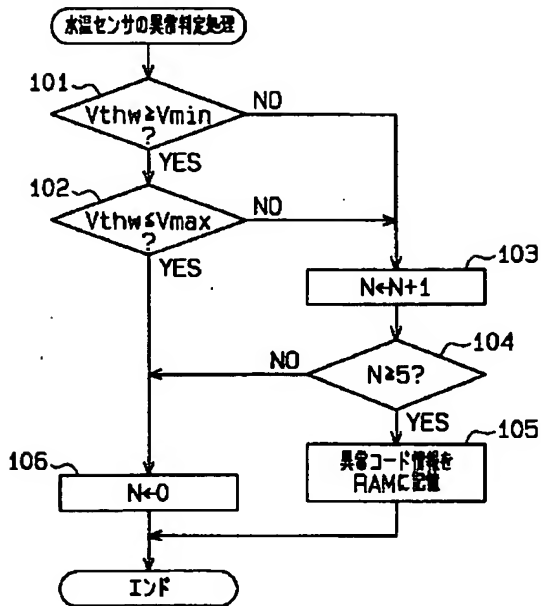 水温センサの異常判定処理
101
Vthw≧Vmin
?
NO
YES
102
Vthw≦Vmax
?
NO
YES
103
N←N+1
104
N≧5?
NO
YES
105
異常コード情報を
RAMに記憶
106
N←0
エンド